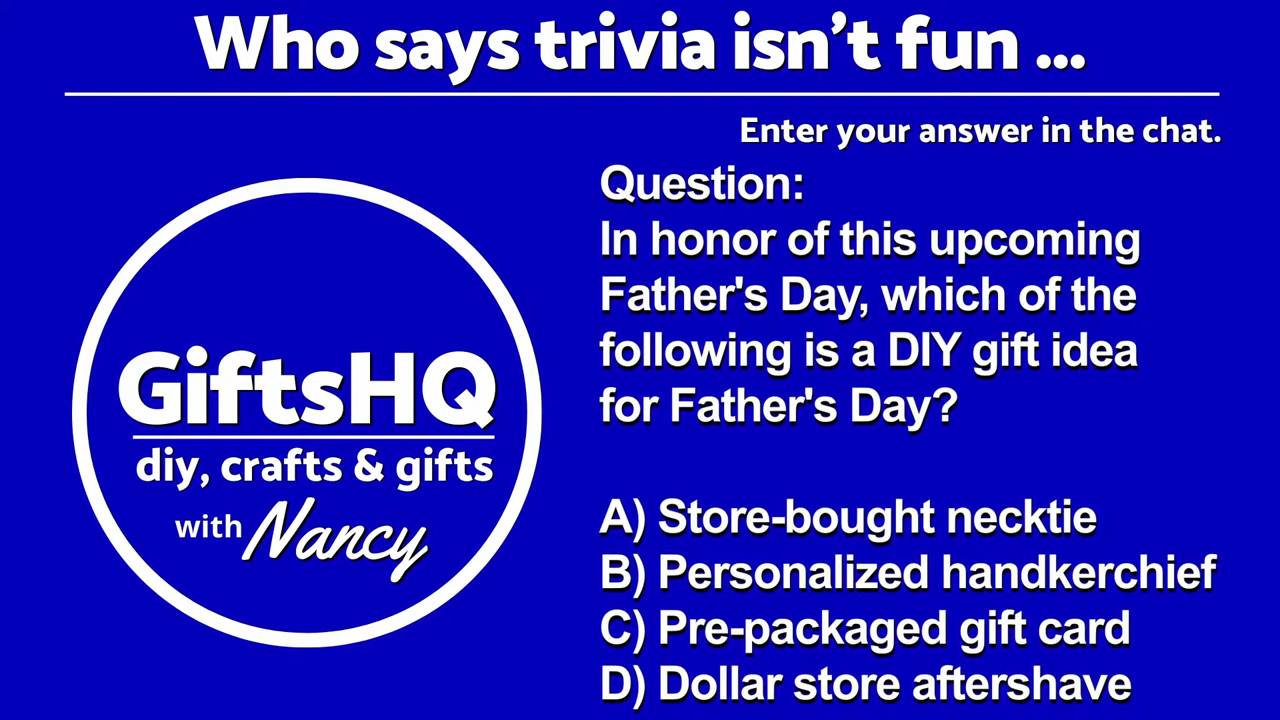 Who says trivia isn't fun ...
Enter your answer in the chat.
GiftsHQ
diy, crafts & gifts
with Nancy
Question:
In honor of this upcoming
Father's Day, which of the
following is a DIY gift idea
for Father's Day?
A) Store-bought necktie
B) Personalized handkerchief
C) Pre-packaged gift card
D) Dollar store aftershave